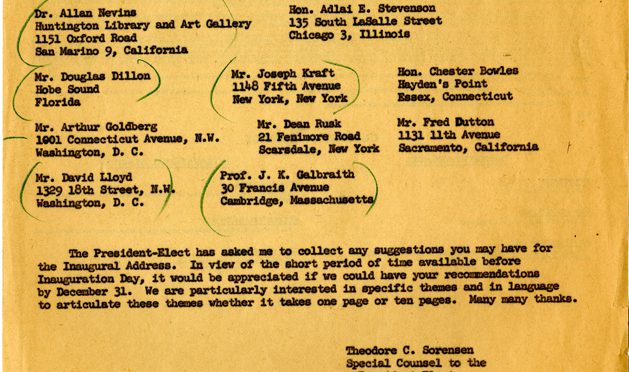 Dr. Allan Nevins
Huntington Library and Art Gallery
1151 Oxford Road
San Marino 9, California
Hon. Adlai E. Stevenson
135 South LaSalle Street
Chicago 3, Illinois
Mr. Douglas Dillon
Hobe Sound
Florida
Mr. Joseph Kraft
1148 Fifth Avenue
New York, New York
Hon. Chester Bowles
Hayden's Point
Essex, Connecticut
Mr. Arthur Goldberg
1001 Connecticut Avenue, N.W.
Washington, D. C.
Mr. Dean Rusk
21 Fenimore Road
Scarsdale, New York
Mr. Fred Dutton
1131 11th Avenue
Sacramento, California
Mr. David Lloyd
1329 18th Street, N.W.
Washington, D. C.
Prof. J. K. Galbraith
30 Francis Avenue
Cambridge, Massachusetts
The President-Elect has asked me to collect any suggestions you may have for
the Inaugural Address. In view of the short period of time available before
Inauguration Day, it would be appreciated if we could have your recommendations
by December 31. We are particularly interested in specific themes and in language
to articulate these themes whether it takes one page or ten pages. Many many thanks.
Theodore C. Sorensen
Special Counsel to the